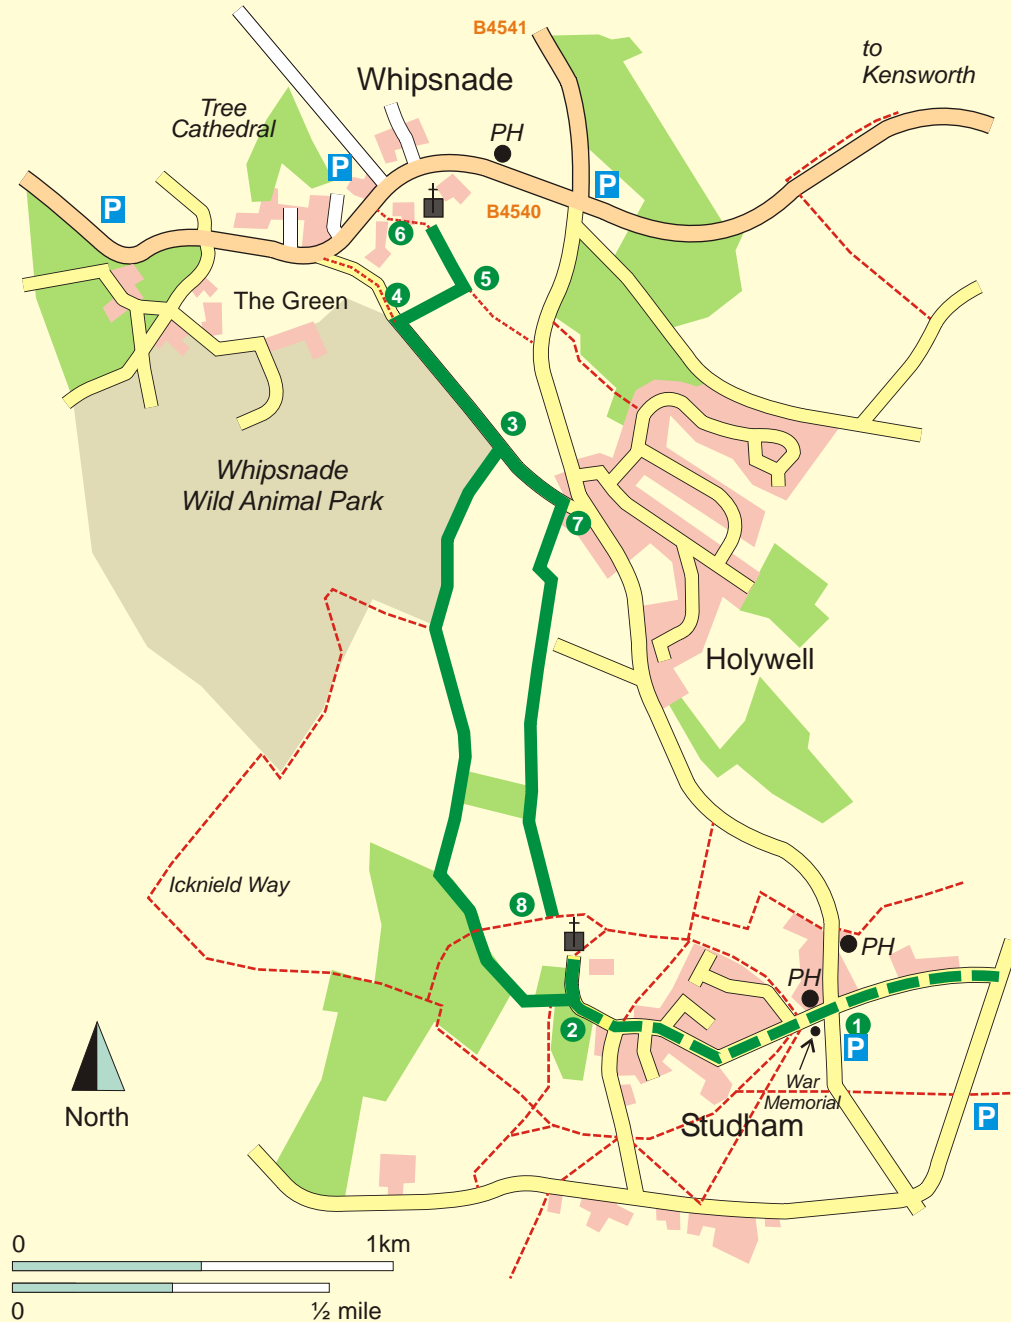 B4541
to
Kensworth
Whipsnade
Tree
Cathedral
PH
P
P
P
B4540
6
5
4
The Green
3
Whipsnade
Wild Animal Park
7
Holywell
Icknield Way
8
PH
PH
1
2
P
War
Memorial
P
North
Studham
0 1km
0 ½ mile